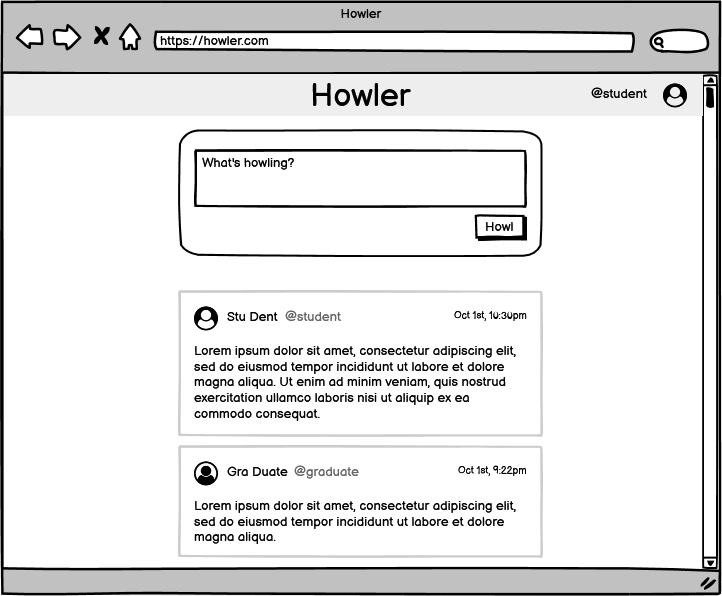 Howler
https://howler.com
Howler
@student
What's howling?
Howl
Stu Dent @student Oct 1st, 10:30pm
Lorem ipsum dolor sit amet, consectetur adipiscing elit,
sed do eiusmod tempor incididunt ut labore et dolore
magna aliqua. Ut enim ad minim veniam, quis nostrud
exercitation ullamco laboris nisi ut aliquip ex ea
commodo consequat.
Gra Duate @graduate Oct 1st, 9:22pm
Lorem ipsum dolor sit amet, consectetur adipiscing elit,
sed do eiusmod tempor incididunt ut labore et dolore
magna aliqua.